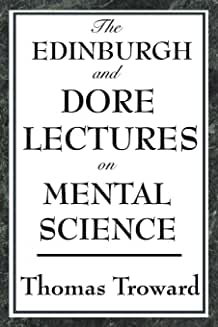 The
EDINBURGH
and
DORE
LECTURES
on
MENTAL
SCIENCE
Thomas Troward